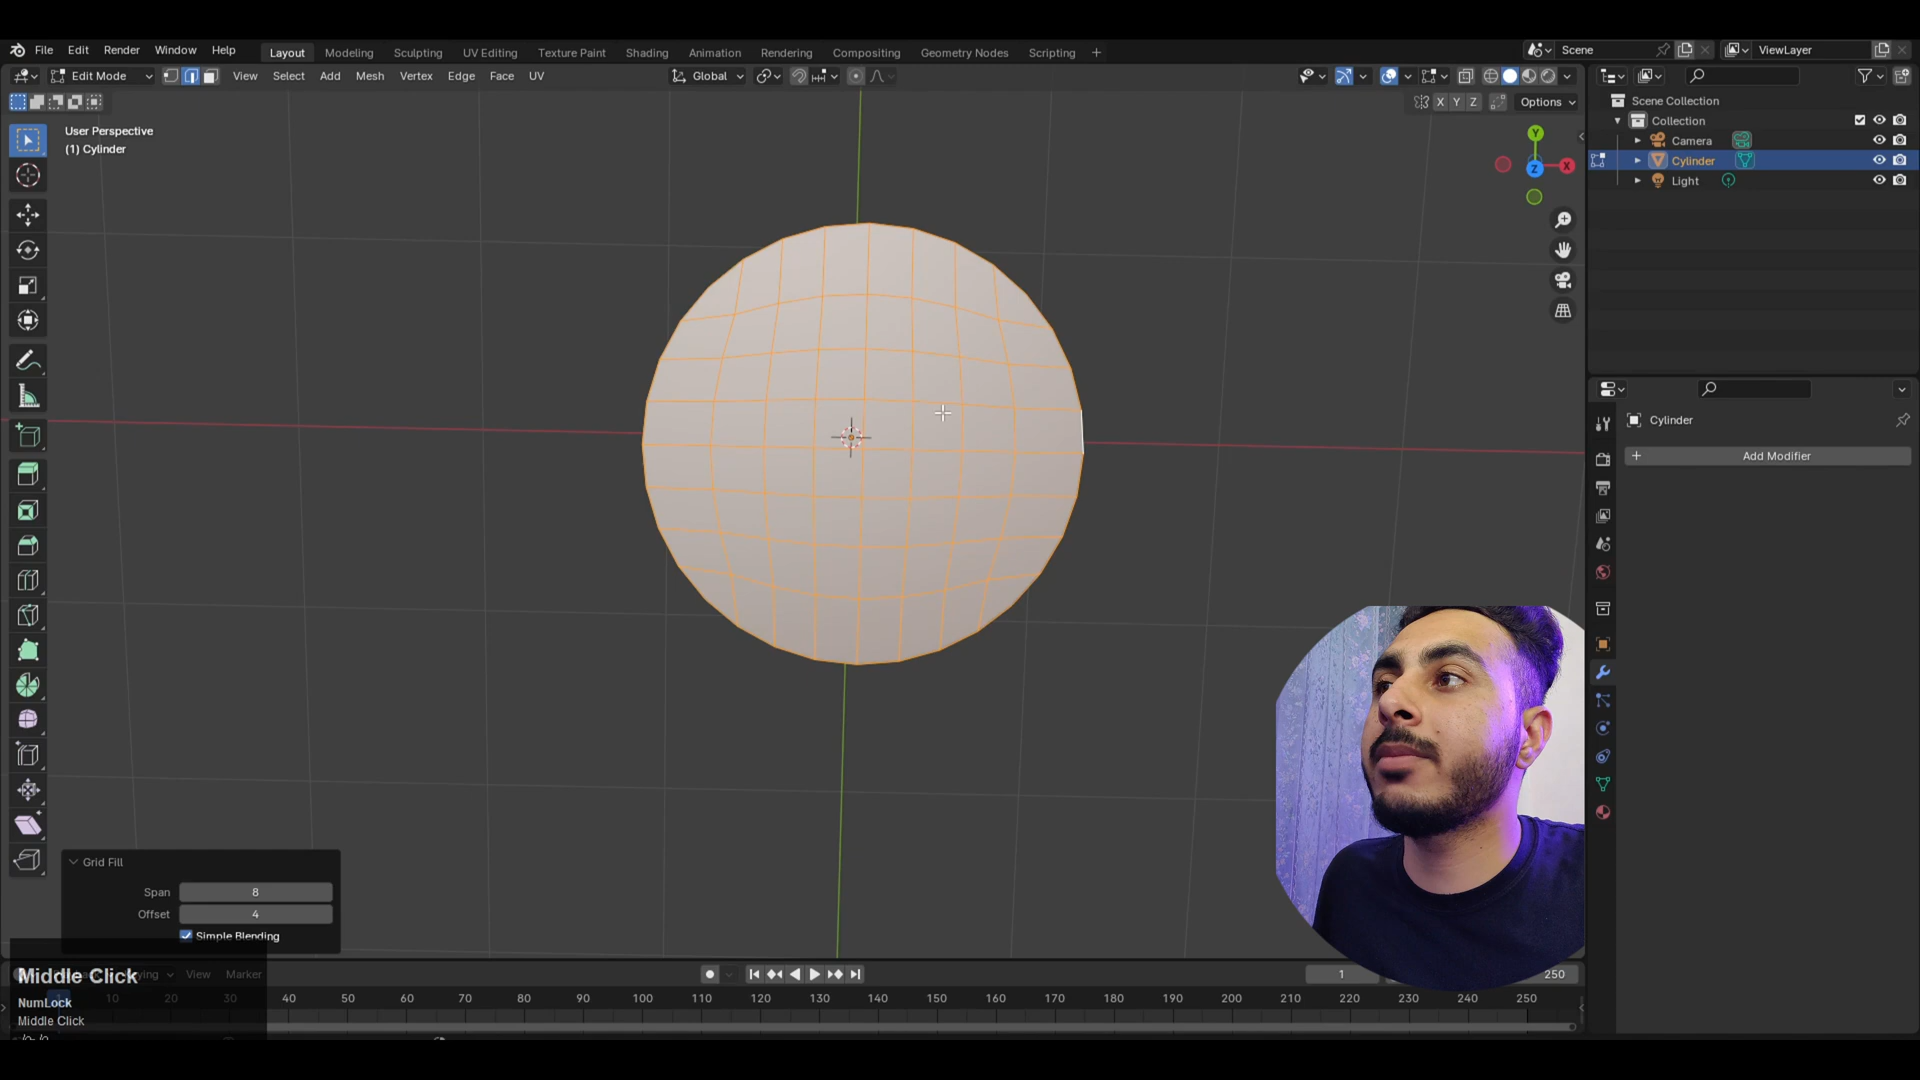 File Edit Render Window Help Layout Modeling Sculpting UV Editing Texture Paint Shading Animation Rendering Compositing Geometry Nodes Scripting + Scene ViewLayer
Edit Mode View Select Add Mesh Vertex Edge Face UV Global
X Y Z Options
User Perspective
(1) Cylinder
Y
X
Z
Scene Collection
Collection
Camera
Cylinder
Light
Cylinder
+ Add Modifier
Grid Fill
Span 8
Offset 4
Simple Blending
Middle Click
View Marker
1 250
NumLock
Middle Click
10 20 30 40 50 60 70 80 90 100 110 120 130 140 150 160 170 180 190 200 210 220 230 240 250